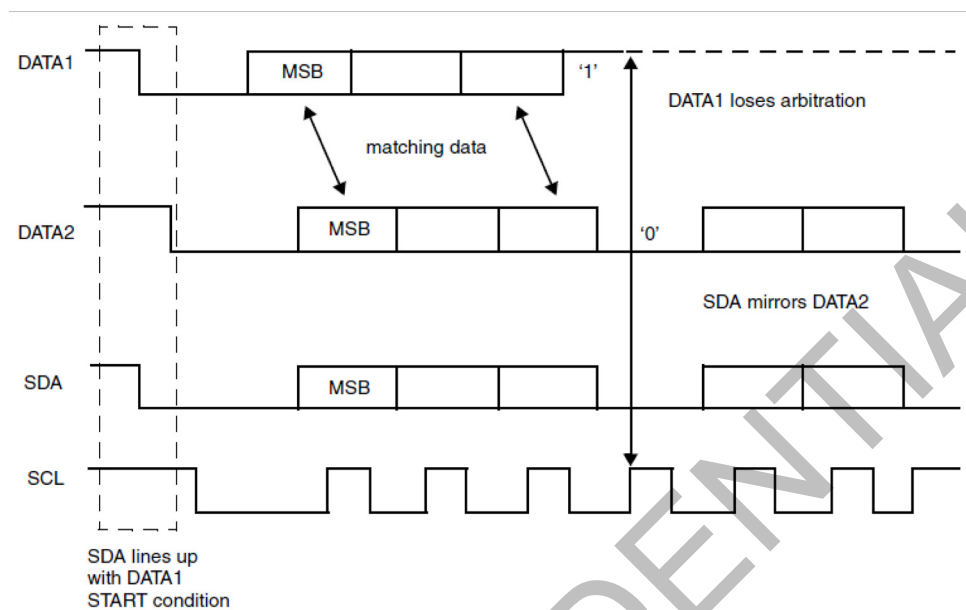 DATA1
MSB
'1'
DATA1 loses arbitration
matching data
DATA2
MSB
'0'
SDA mirrors DATA2
SDA
MSB
SCL
SDA lines up
with DATA1
START condition
DENTIAL